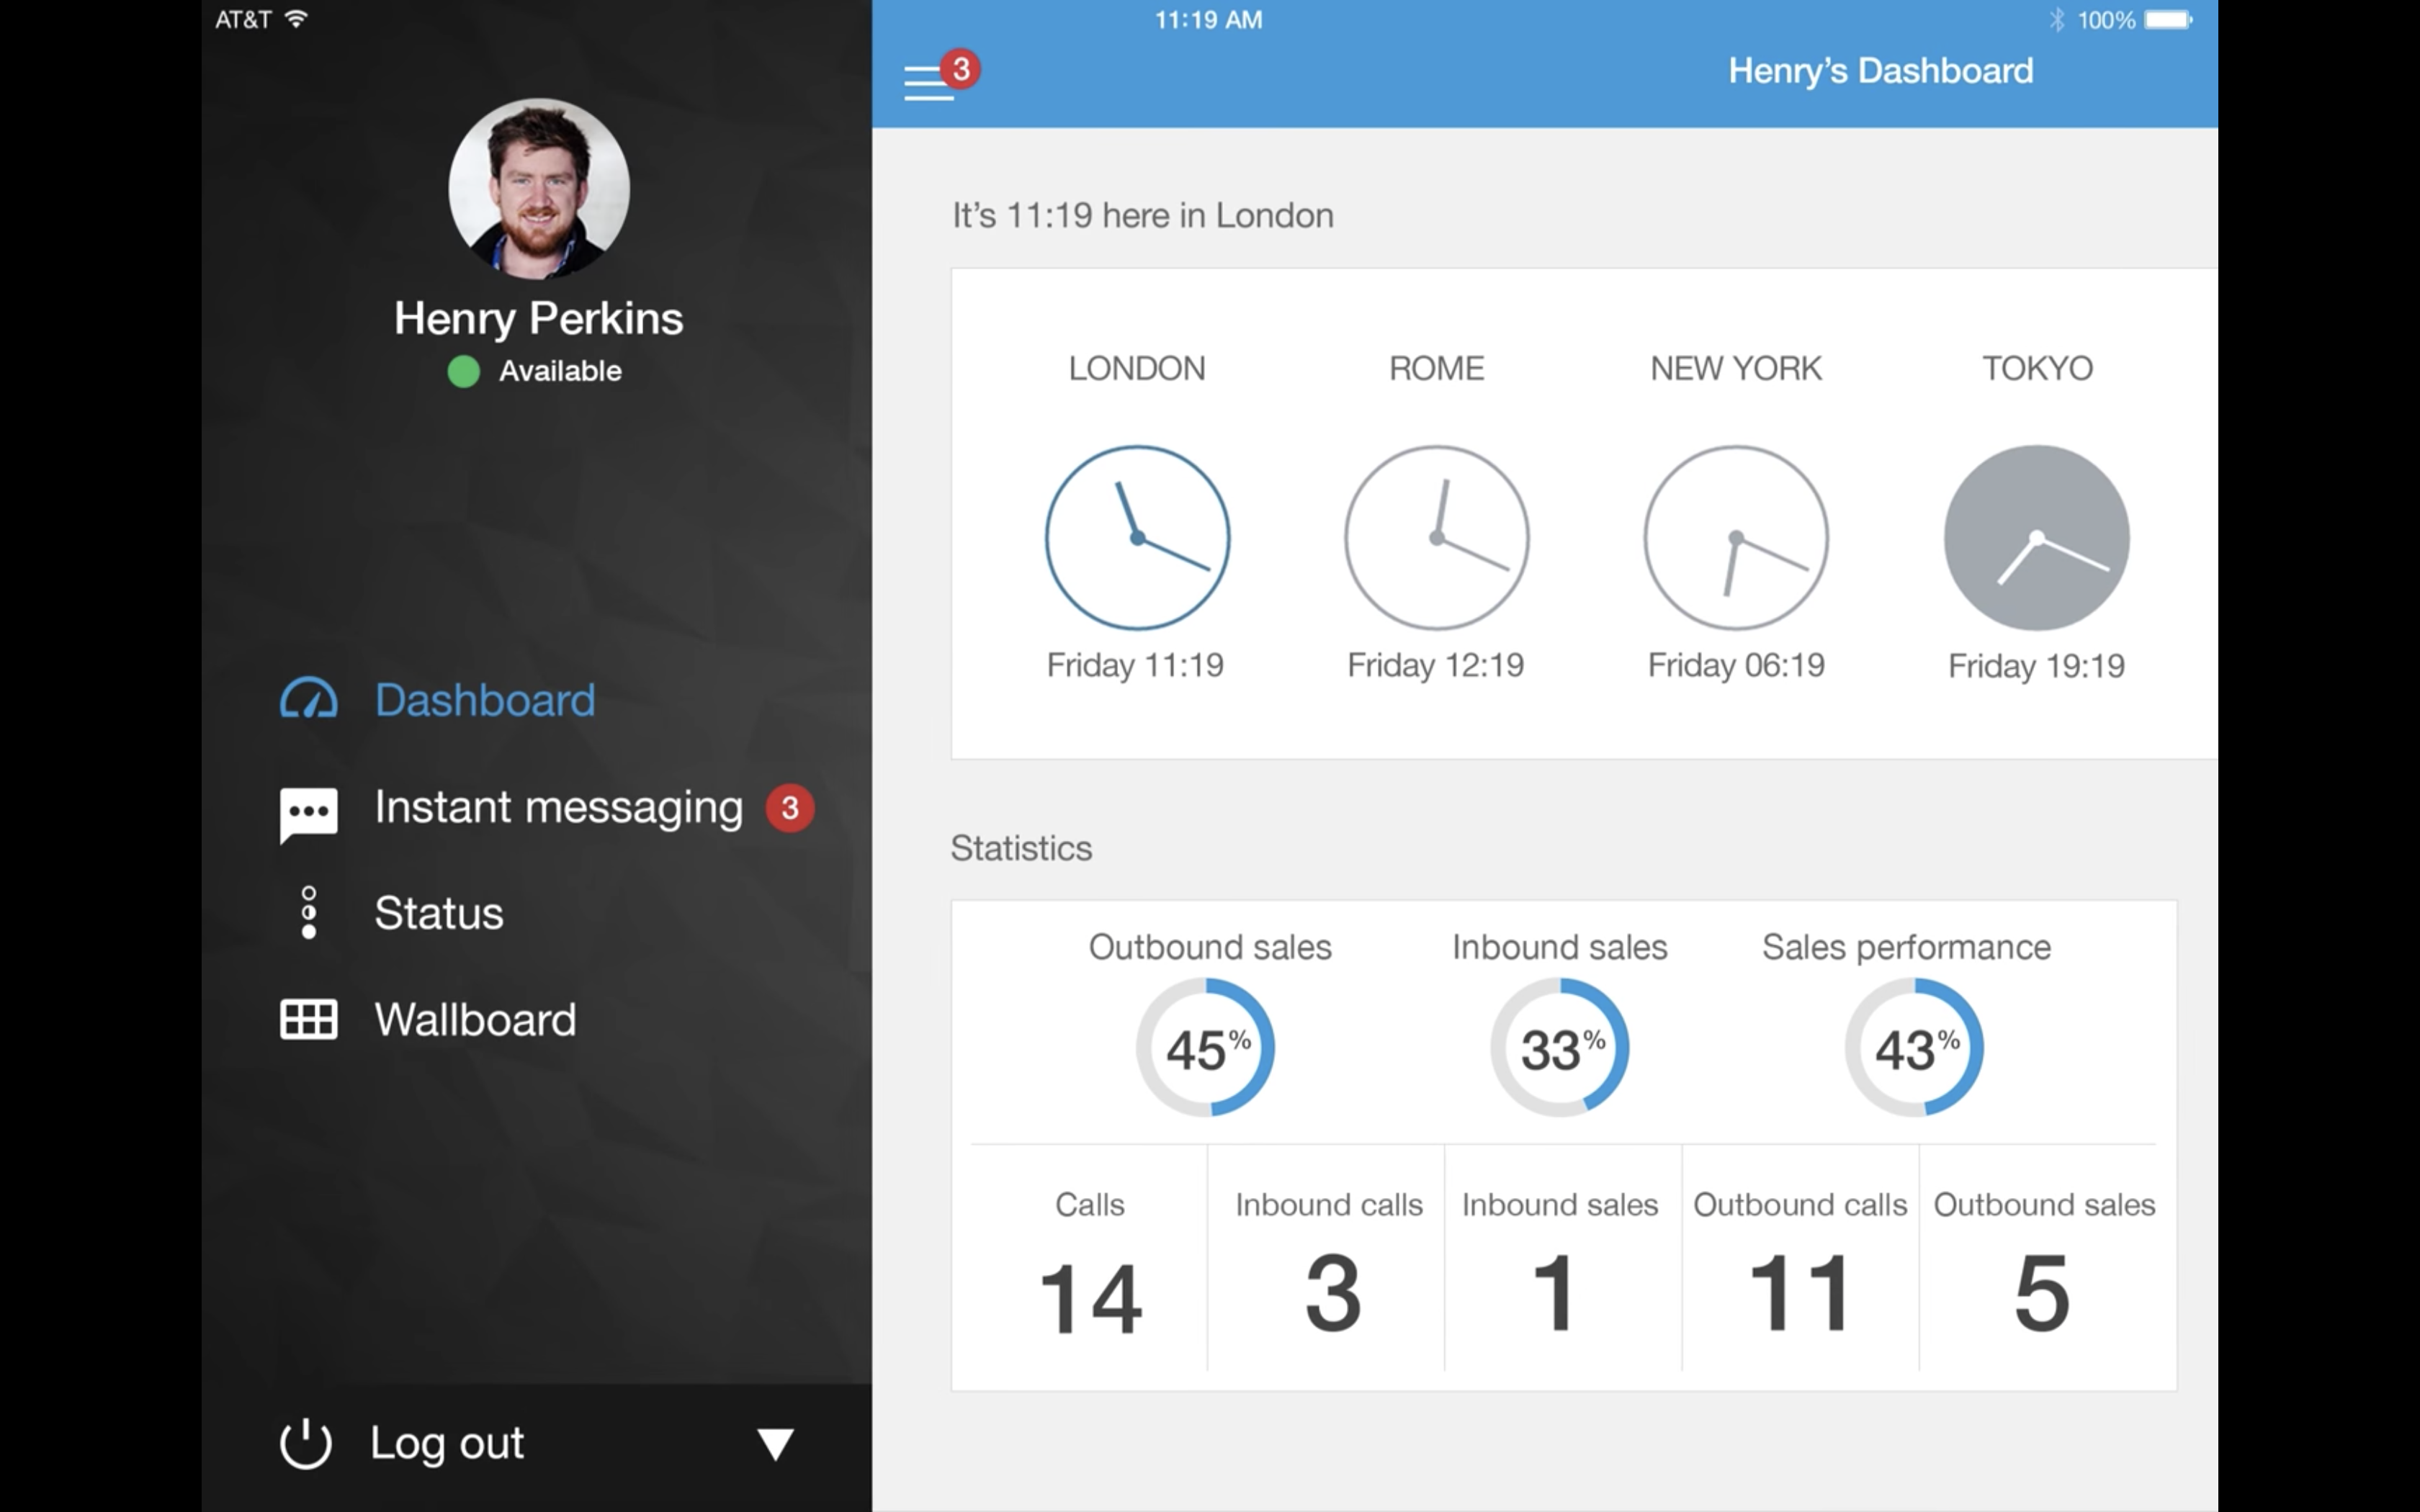 AT&T
11:19 AM
100%
3
Henry’s Dashboard
Henry Perkins
Available
Dashboard
Instant messaging 3
Status
Wallboard
Log out
It’s 11:19 here in London
LONDON ROME NEW YORK TOKYO
Friday 11:19 Friday 12:19 Friday 06:19 Friday 19:19
Statistics
Outbound sales Inbound sales Sales performance
45% 33% 43%
Calls Inbound calls Inbound sales Outbound calls Outbound sales
14 3 1 11 5